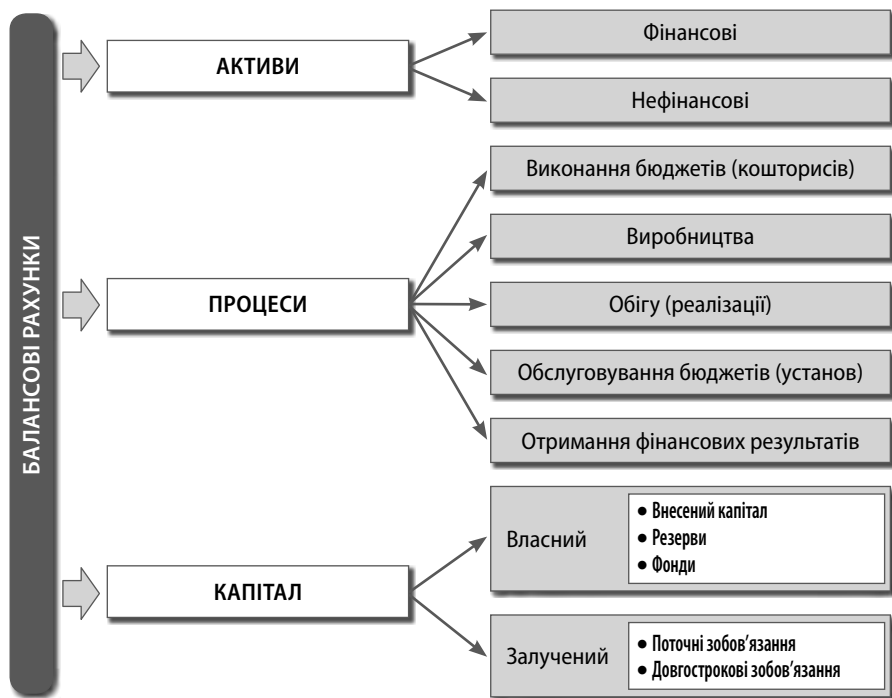 БАЛАНСОВІ РАХУНКИ
АКТИВИ
Фінансові
Нефінансові
ПРОЦЕСИ
Виконання бюджетів (кошторисів)
Виробництва
Обігу (реалізації)
Обслуговування бюджетів (установ)
Отримання фінансових результатів
КАПІТАЛ
Власний
• Внесений капітал
• Резерви
• Фонди
Залучений
• Поточні зобов’язання
• Довгострокові зобов’язання